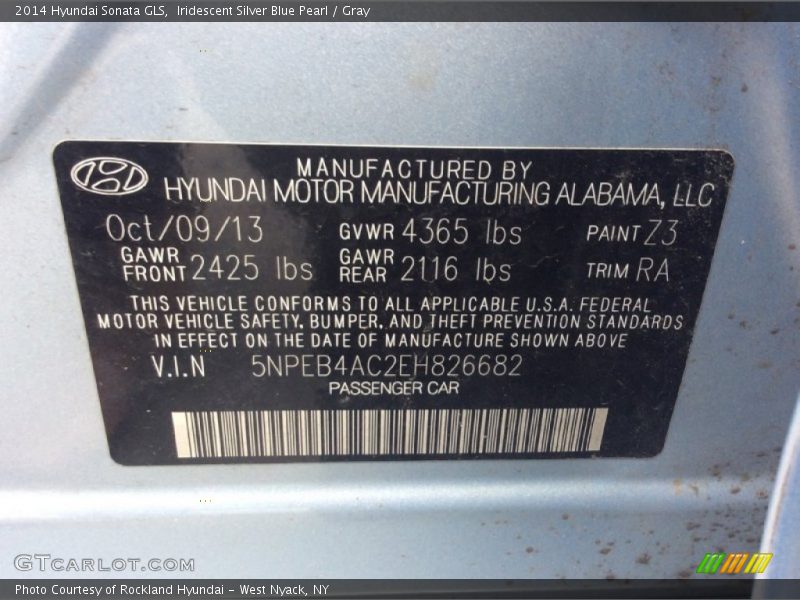 2014 Hyundai Sonata GLS,  Iridescent Silver Blue Pearl / Gray
MANUFACTURED BY
HYUNDAI MOTOR MANUFACTURING ALABAMA, LLC
Oct/09/13 GVWR 4365 lbs PAINT Z3
GAWR FRONT 2425 lbs GAWR REAR 2116 lbs TRIM RA
THIS VEHICLE CONFORMS TO ALL APPLICABLE U.S.A. FEDERAL
MOTOR VEHICLE SAFETY, BUMPER, AND THEFT PREVENTION STANDARDS
IN EFFECT ON THE DATE OF MANUFACTURE SHOWN ABOVE
V.I.N 5NPEB4AC2EH826682
PASSENGER CAR
GTCARLOT.COM
Photo Courtesy of Rockland Hyundai - West Nyack, NY